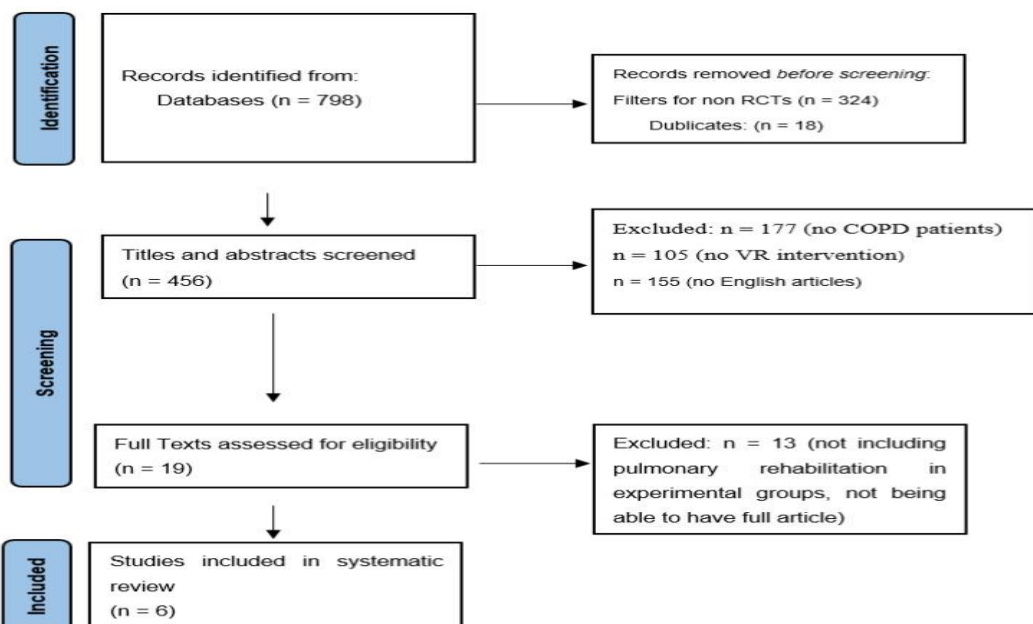 Identification
Records identified from:
Databases (n = 798)
Records removed before screening:
Filters for non RCTs (n = 324)
Dublicates: (n = 18)
Screening
Titles and abstracts screened
(n = 456)
Excluded: n = 177 (no COPD patients)
n = 105 (no VR intervention)
n = 155 (no English articles)
Full Texts assessed for eligibility
(n = 19)
Excluded: n = 13 (not including
pulmonary rehabilitation in
experimental groups, not being
able to have full article)
Included
Studies included in systematic
review
(n = 6)